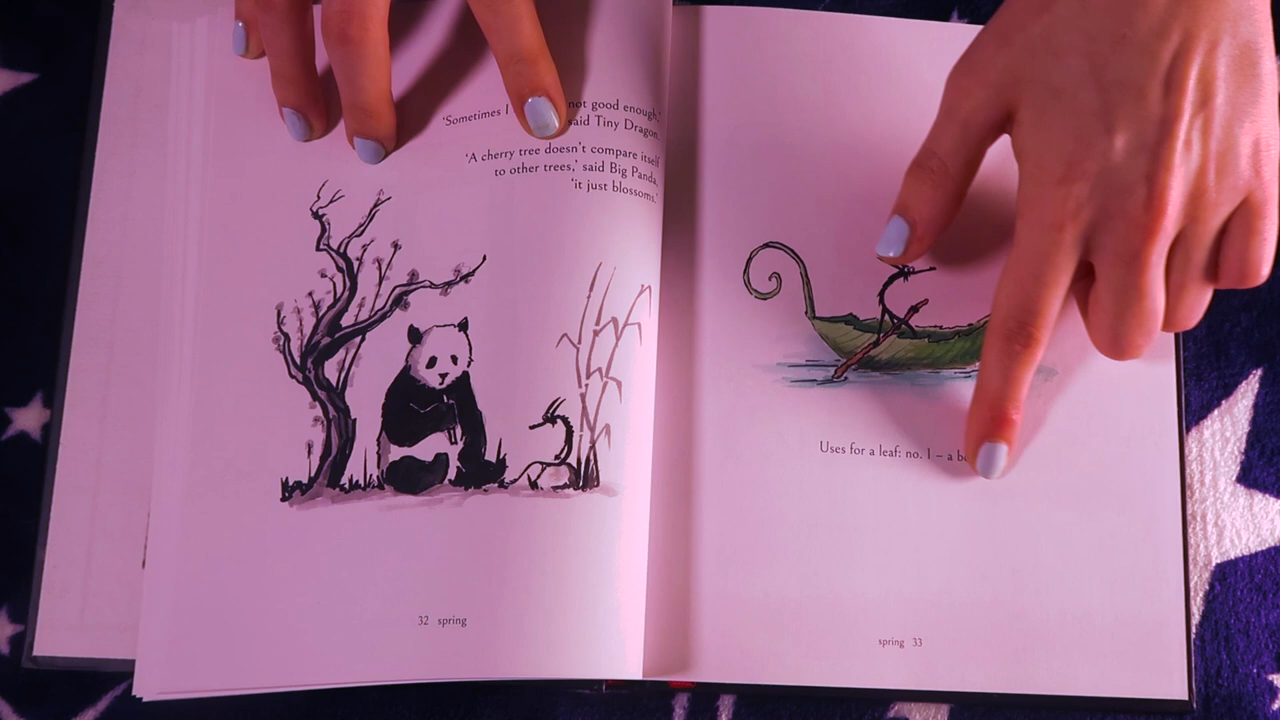 ‘Sometimes I not good enough,’
said Tiny Dragon.
‘A cherry tree doesn’t compare itself
to other trees,’ said Big Panda,
‘it just blossoms.’
32 spring
Uses for a leaf: no. 1 – a
spring 33